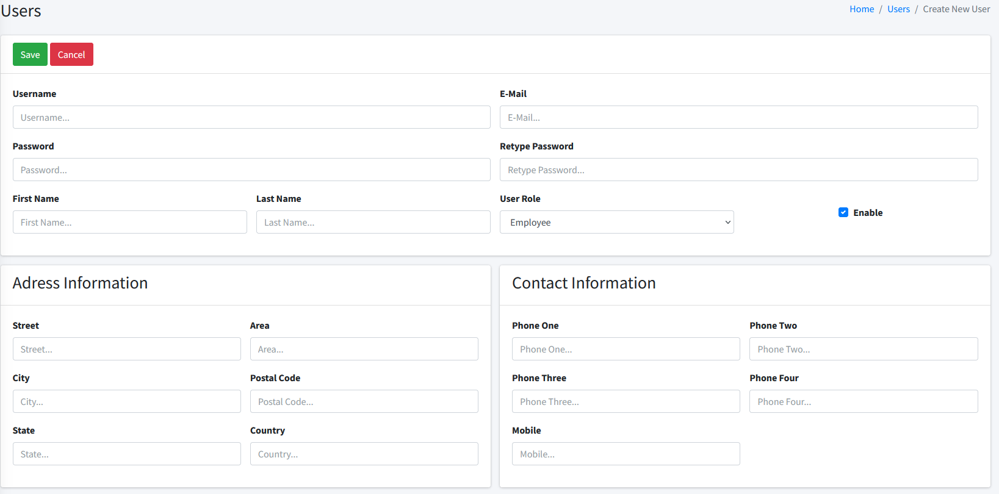 Users
Home / Users / Create New User
Save Cancel
Username E-Mail
Username... E-Mail...
Password Retype Password
Password... Retype Password...
First Name Last Name User Role
Enable
First Name... Last Name... Employee
Adress Information
Street Area
Street... Area...
City Postal Code
City... Postal Code...
State Country
State... Country...
Contact Information
Phone One Phone Two
Phone One... Phone Two...
Phone Three Phone Four
Phone Three... Phone Four...
Mobile
Mobile...